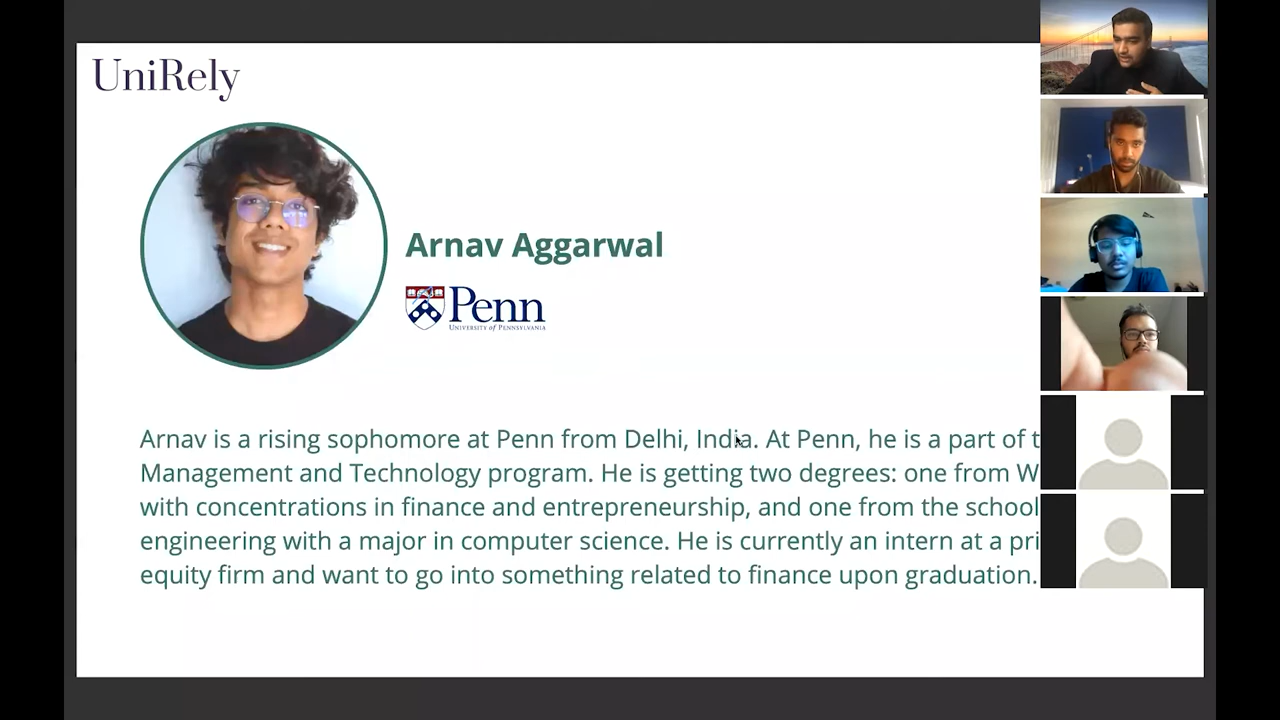 UniRely
Arnav Aggarwal
Penn
UNIVERSITY of PENNSYLVANIA
Arnav is a rising sophomore at Penn from Delhi, India. At Penn, he is a part of
Management and Technology program. He is getting two degrees: one from
with concentrations in finance and entrepreneurship, and one from the school
engineering with a major in computer science. He is currently an intern at a
equity firm and want to go into something related to finance upon graduation.